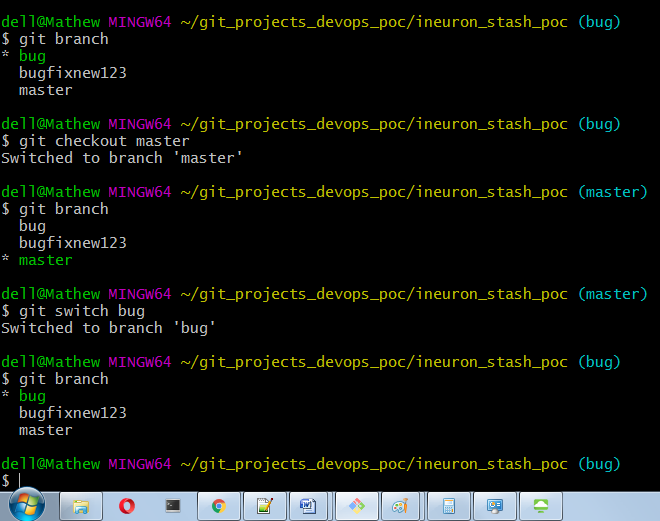 dell@Mathew MINGW64 ~/git_projects_devops_poc/ineuron_stash_poc (bug)
$ git branch
* bug
  bugfixnew123
  master

dell@Mathew MINGW64 ~/git_projects_devops_poc/ineuron_stash_poc (bug)
$ git checkout master
Switched to branch 'master'

dell@Mathew MINGW64 ~/git_projects_devops_poc/ineuron_stash_poc (master)
$ git branch
  bug
  bugfixnew123
* master

dell@Mathew MINGW64 ~/git_projects_devops_poc/ineuron_stash_poc (master)
$ git switch bug
Switched to branch 'bug'

dell@Mathew MINGW64 ~/git_projects_devops_poc/ineuron_stash_poc (bug)
$ git branch
* bug
  bugfixnew123
  master

dell@Mathew MINGW64 ~/git_projects_devops_poc/ineuron_stash_poc (bug)
$